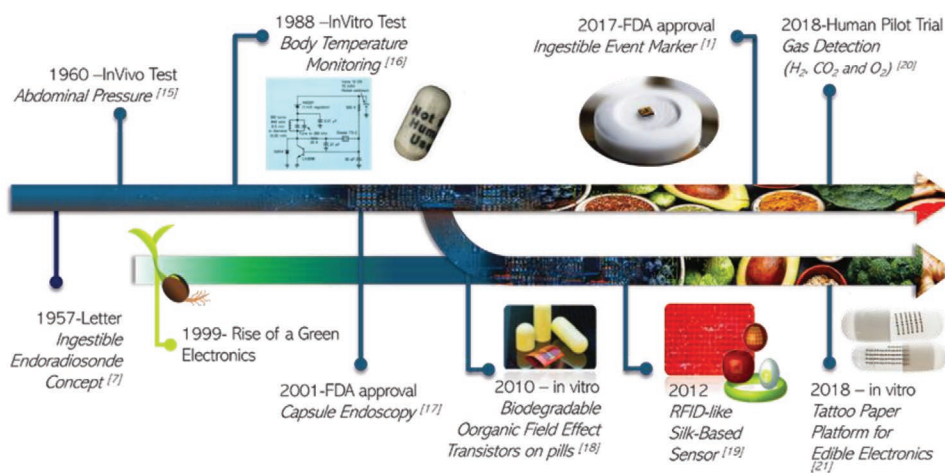 1960 –InVivo Test
Abdominal Pressure [15]
1988 –InVitro Test
Body Temperature
Monitoring [16]
2017-FDA approval
Ingestible Event Marker [1]
2018-Human Pilot Trial
Gas Detection
(H2, CO2 and O2) [20]
Not
Hum
Use
1957-Letter
Ingestible
Endoradiosonde
Concept [7]
1999- Rise of a Green
Electronics
2001-FDA approval
Capsule Endoscopy [17]
2010 – in vitro
Biodegradable
Oorganic Field Effect
Transistors on pills [18]
2012
RFID-like
Silk-Based
Sensor [19]
2018 – in vitro
Tattoo Paper
Platform for
Edible Electronics
[21]